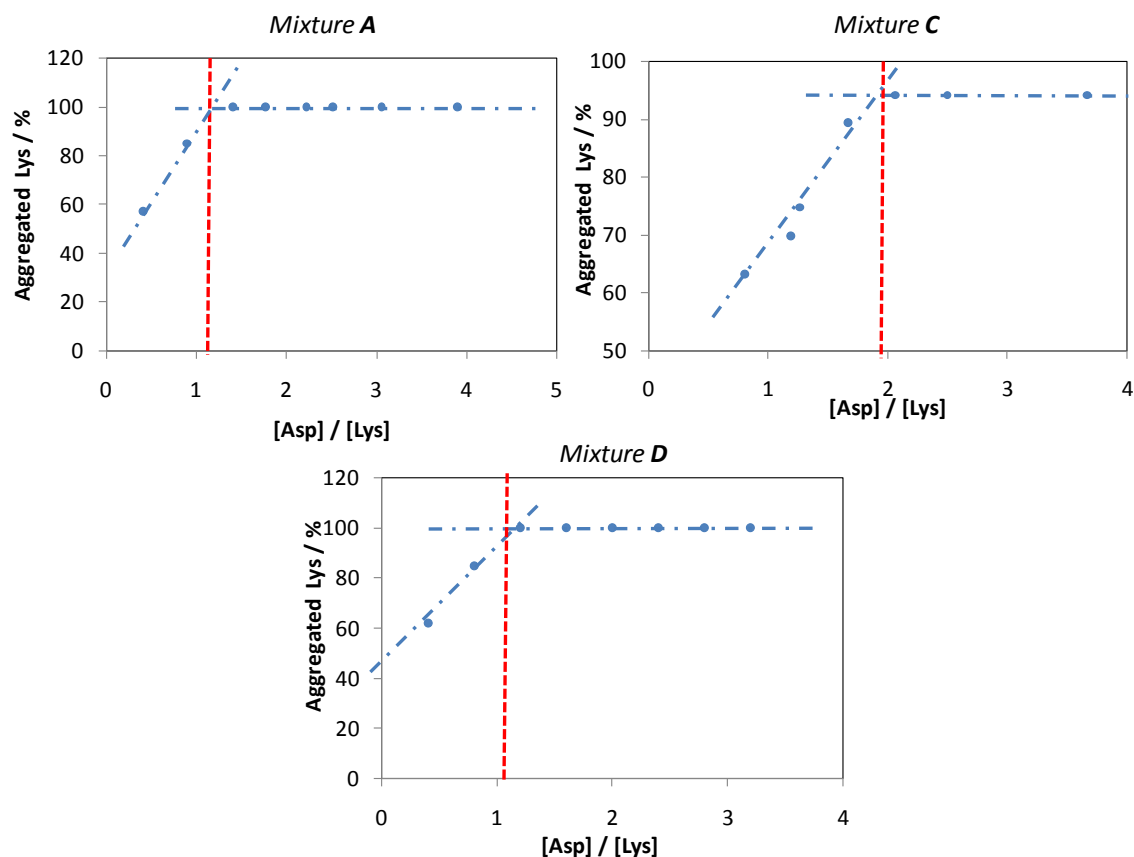 Mixture A
Aggregated Lys / %
120
100
80
60
40
20
0
0 1 2 3 4 5
[Asp] / [Lys]
Mixture C
Aggregated Lys / %
100
90
80
70
60
50
0 1 2 3 4
[Asp] / [Lys]
Mixture D
Aggregated Lys / %
120
100
80
60
40
20
0
0 1 2 3 4
[Asp] / [Lys]